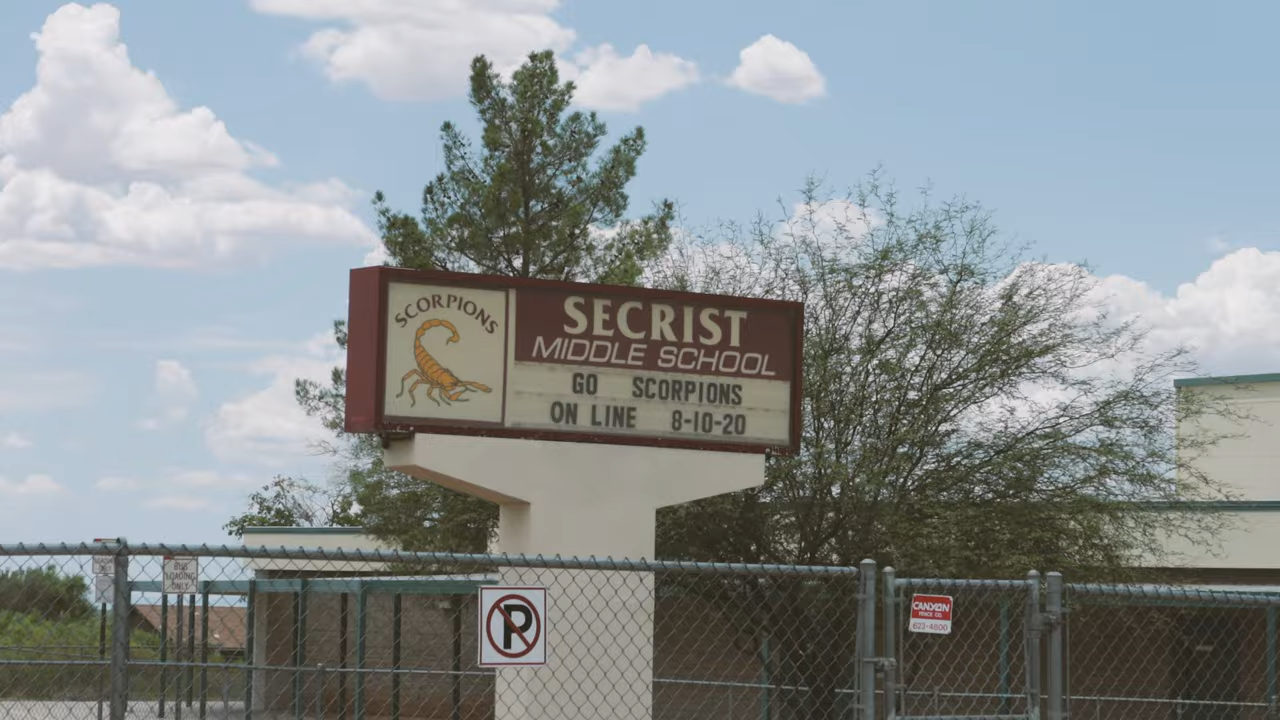 SCORPIONS
SECRIST
MIDDLE SCHOOL
GO SCORPIONS
ON LINE 8-10-20
BUS
LOADING
ONLY
P
CANYON
FENCE CO.
623-4800